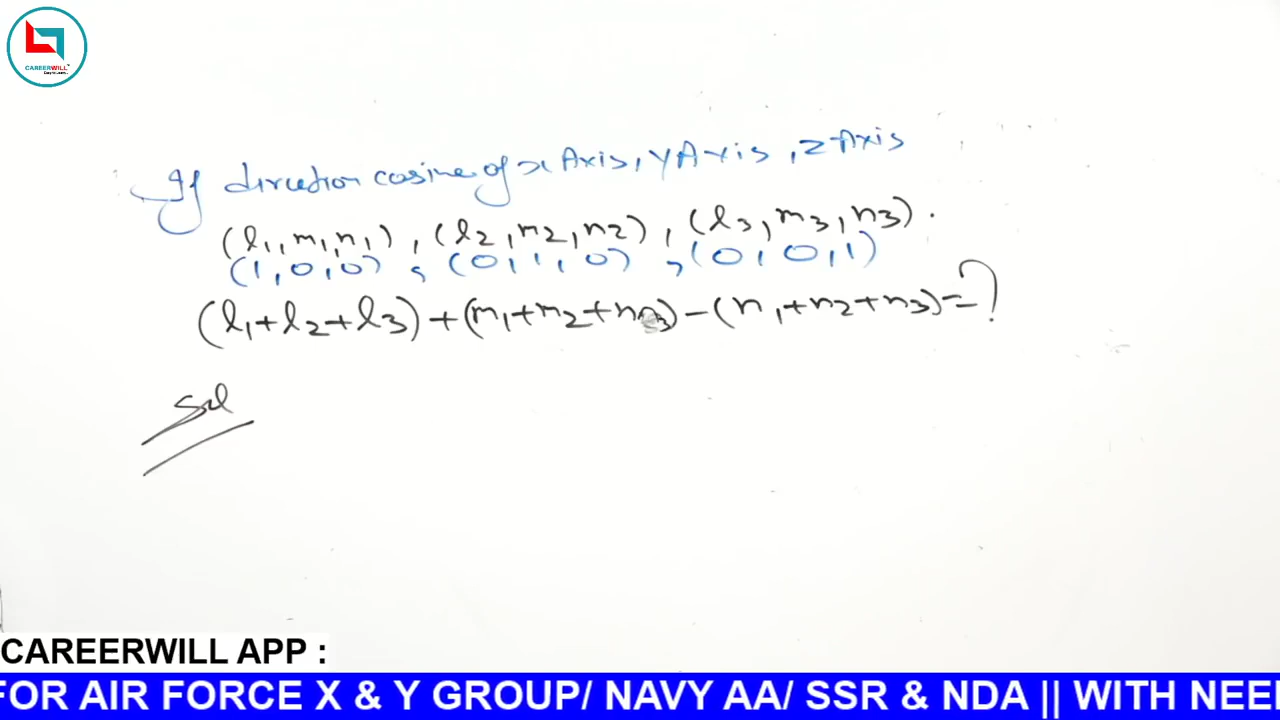 CAREERWILL
If direction cosine of x Axis, y Axis, z Axis
(l1, m1, n1), (l2, m2, n2), (l3, m3, n3).
(1, 0, 0), (0, 1, 0), (0, 0, 1)
(l1+l2+l3)+(m1+m2+m3)-(n1+n2+n3)=?
Sol
CAREERWILL APP :
FOR AIR FORCE X & Y GROUP/ NAVY AA/ SSR & NDA || WITH NEE